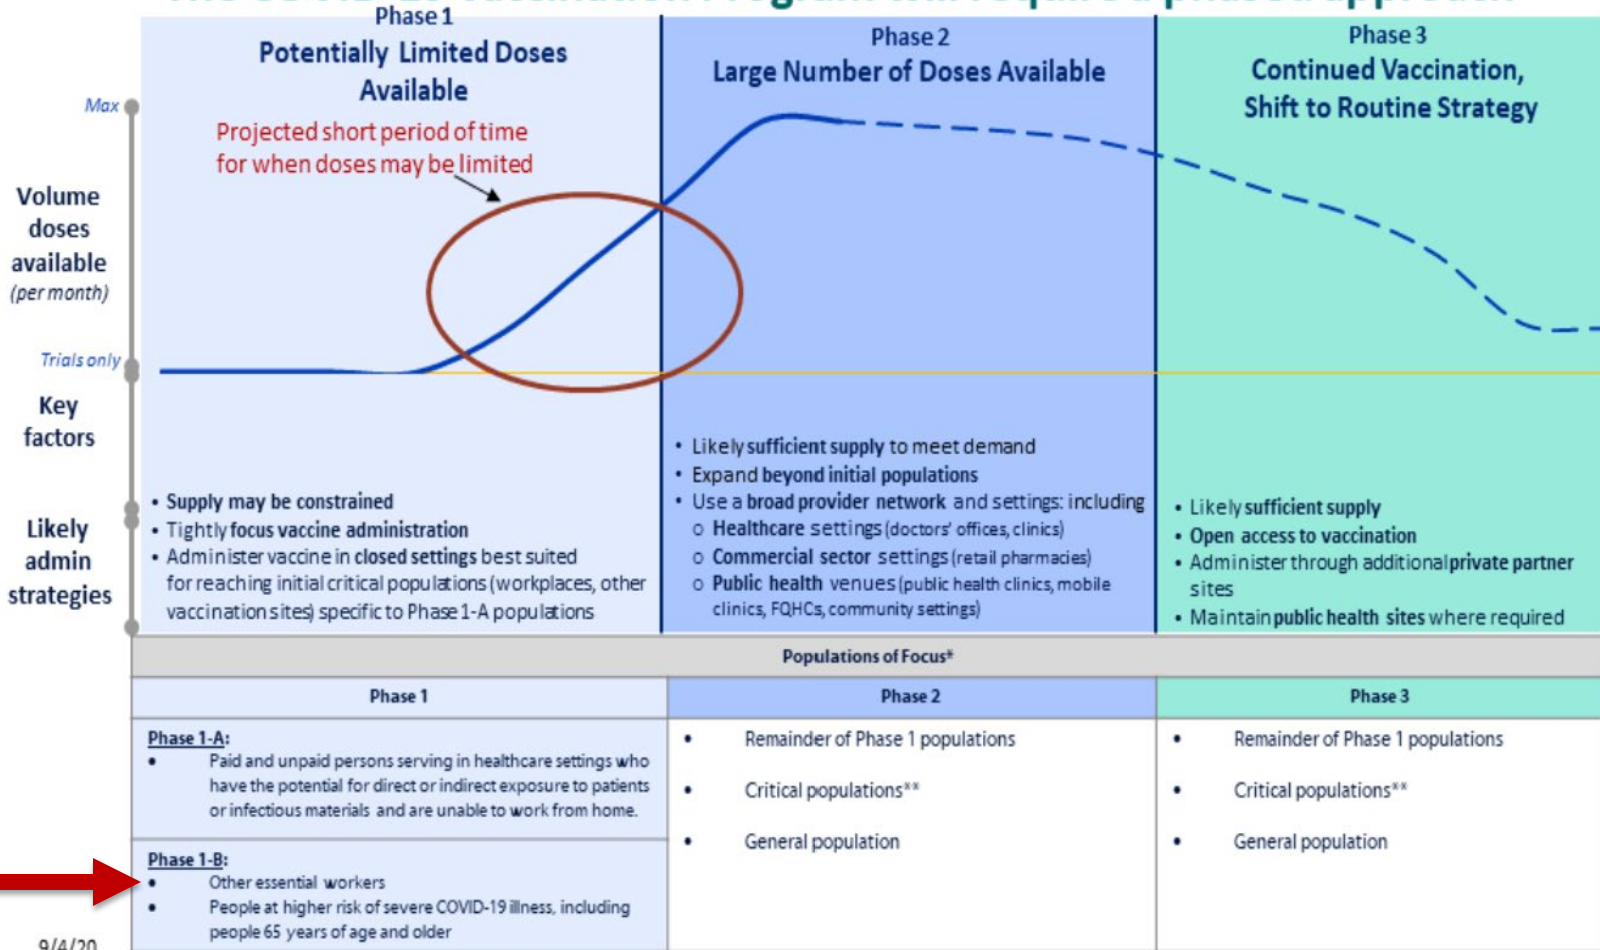 Phase 1
Potentially Limited Doses
Available
Projected short period of time
for when doses may be limited
Phase 2
Large Number of Doses Available
Phase 3
Continued Vaccination,
Shift to Routine Strategy
Max
Volume
doses
available
(per month)
Trials only
Key
factors
Likely
admin
strategies
• Supply may be constrained
• Tightly focus vaccine administration
• Administer vaccine in closed settings best suited
for reaching initial critical populations (workplaces, other
vaccination sites) specific to Phase 1-A populations
• Likely sufficient supply to meet demand
• Expand beyond initial populations
• Use a broad provider network and settings: including
o Healthcare settings (doctors' offices, clinics)
o Commercial sector settings (retail pharmacies)
o Public health venues (public health clinics, mobile
clinics, FQHCs, community settings)
• Likely sufficient supply
• Open access to vaccination
• Administer through additional private partner
sites
• Maintain public health sites where required
Populations of Focus*
Phase 1
Phase 2
Phase 3
Phase 1-A:
• Paid and unpaid persons serving in healthcare settings who
have the potential for direct or indirect exposure to patients
or infectious materials and are unable to work from home.
Phase 1-B:
• Other essential workers
• People at higher risk of severe COVID-19 illness, including
people 65 years of age and older
• Remainder of Phase 1 populations
• Critical populations**
• General population
• Remainder of Phase 1 populations
• Critical populations**
• General population
9/4/20